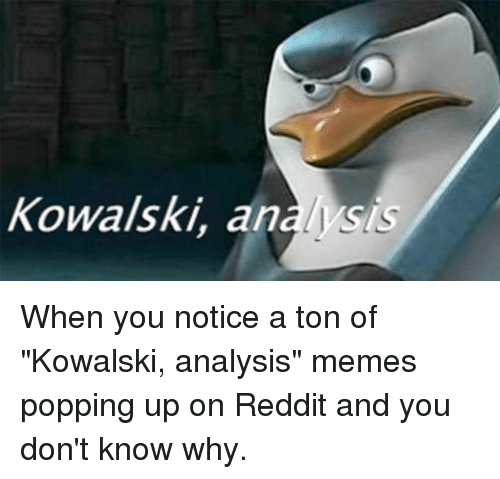 Kowalski, analysis
When you notice a ton of
"Kowalski, analysis" memes
popping up on Reddit and you
don't know why.